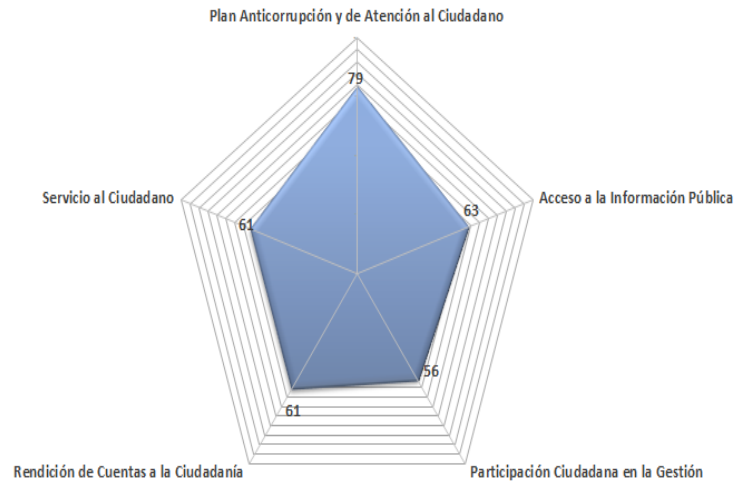 Plan Anticorrupción y de Atención al Ciudadano
79
Servicio al Ciudadano
61
63
Acceso a la Información Pública
56
61
Rendición de Cuentas a la Ciudadanía
Participación Ciudadana en la Gestión